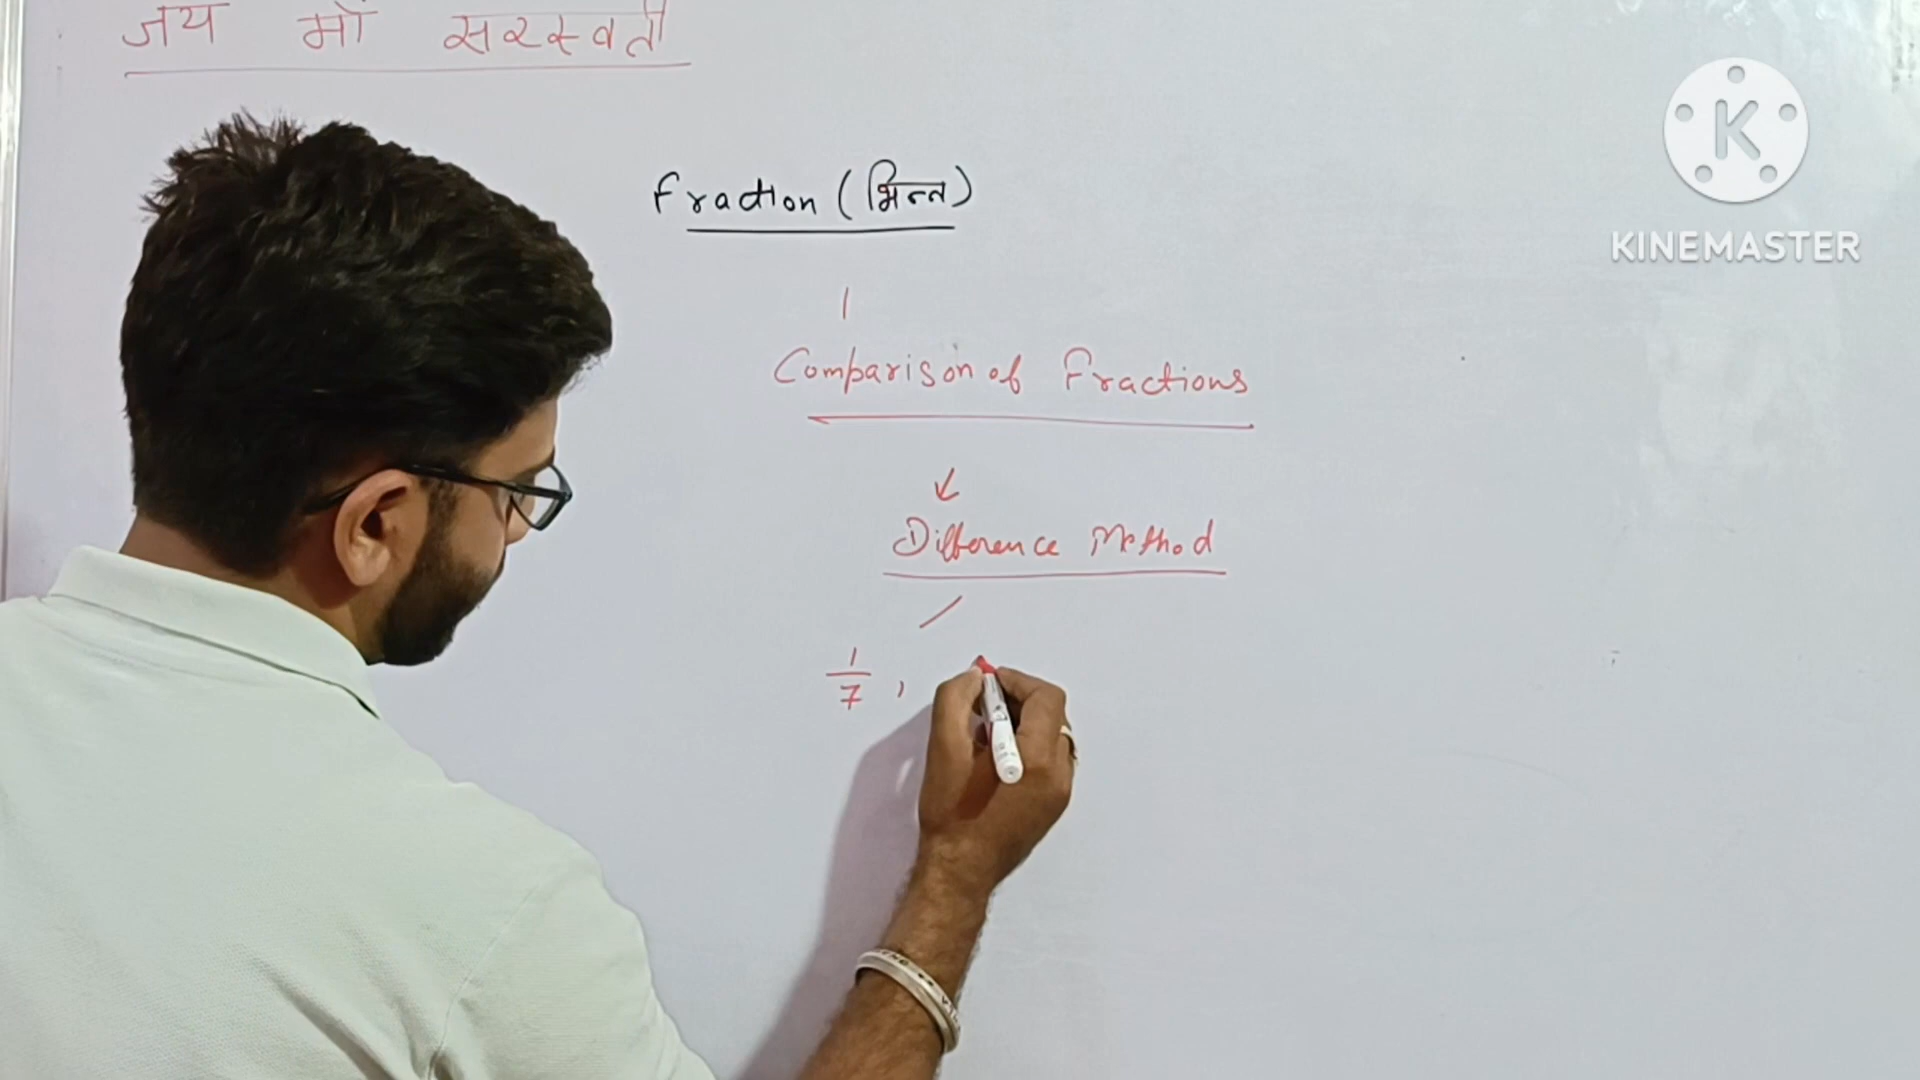 जय माँ सरस्वती
Fraction (भिन्न)
Comparison of Fractions
Difference Method
1/7 ,
K
KINEMASTER